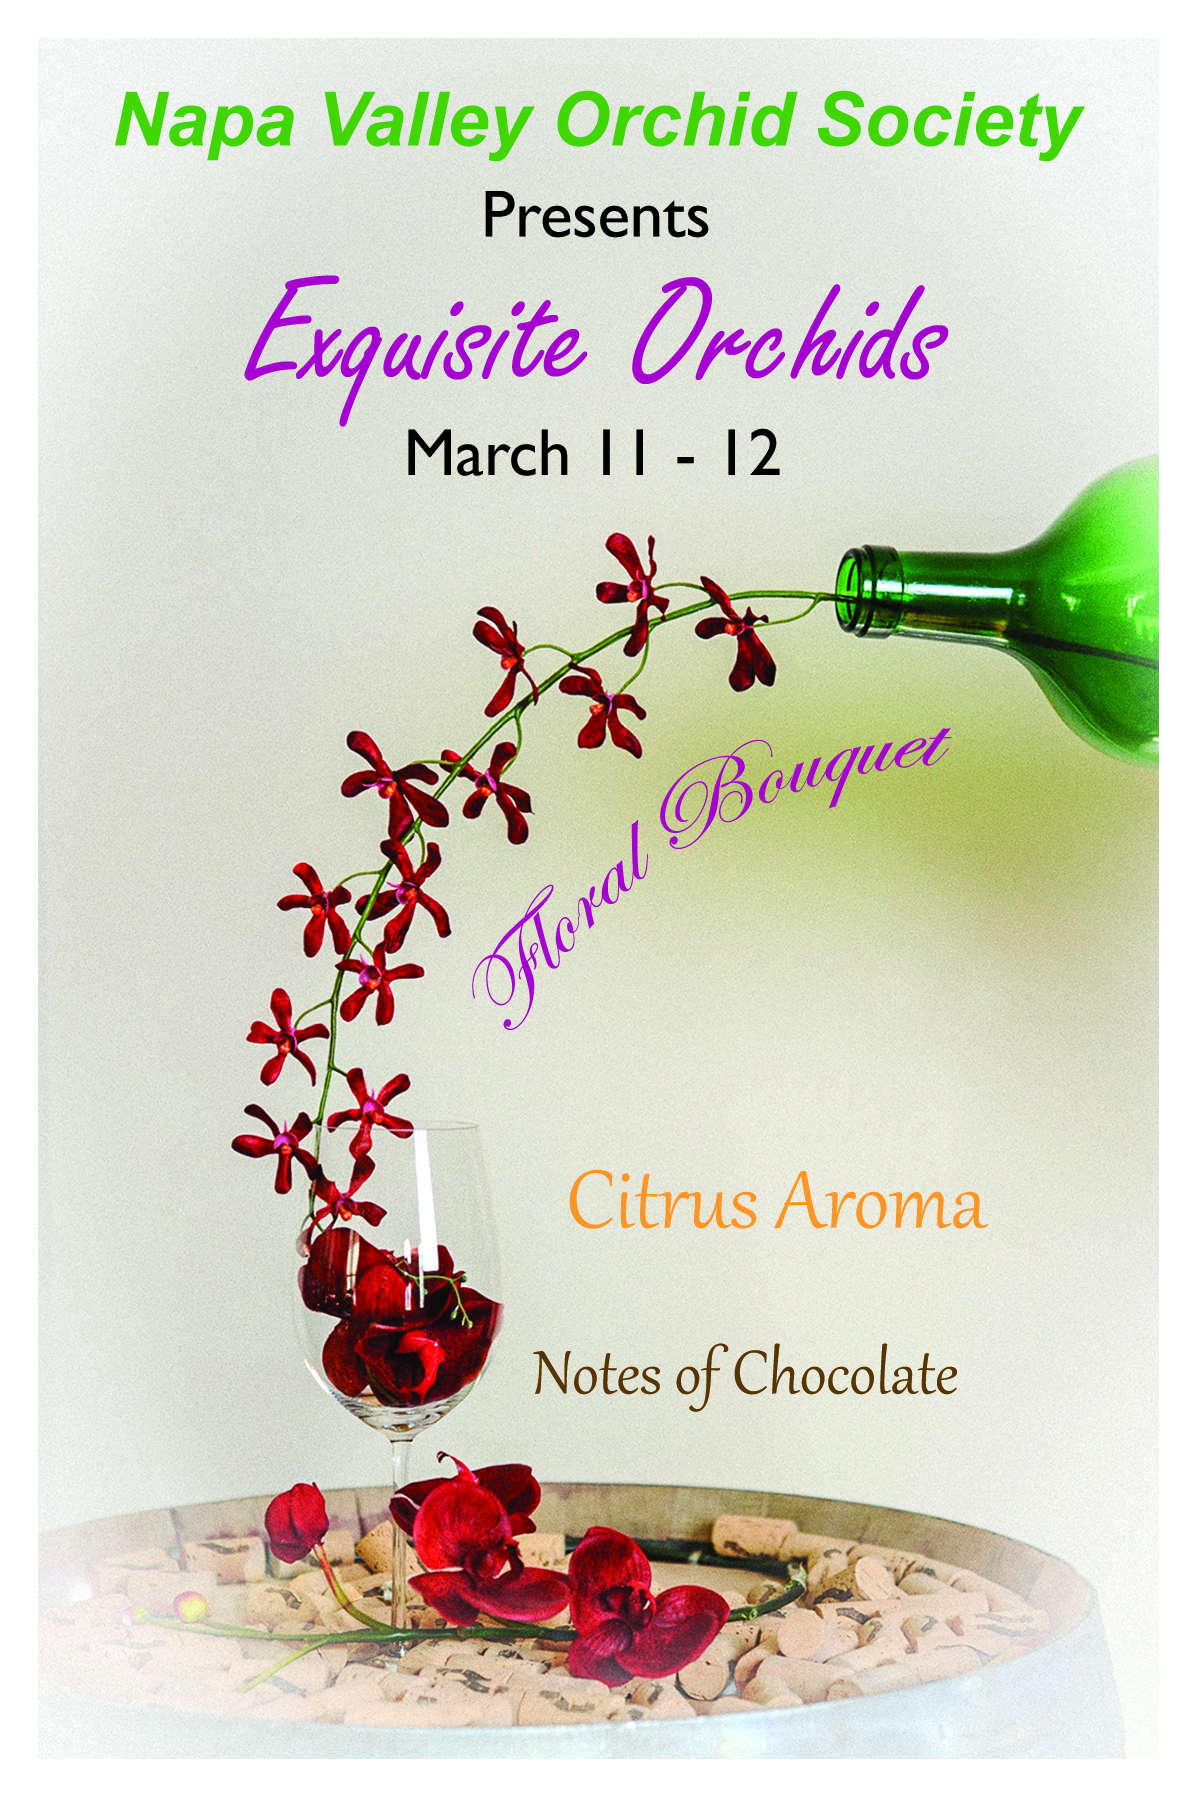 Napa Valley Orchid Society
Presents
Exquisite Orchids
March 11 - 12
Floral Bouquet
Citrus Aroma
Notes of Chocolate